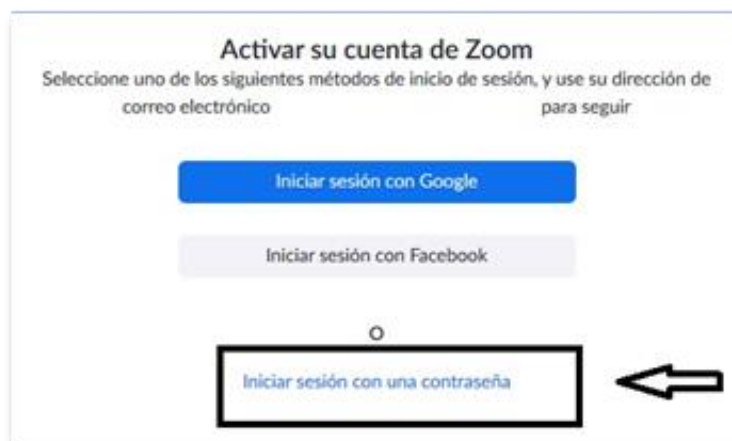 Activar su cuenta de Zoom
Seleccione uno de los siguientes métodos de inicio de sesión, y use su dirección de
correo electrónico para seguir
Iniciar sesión con Google
Iniciar sesión con Facebook
O
Iniciar sesión con una contraseña